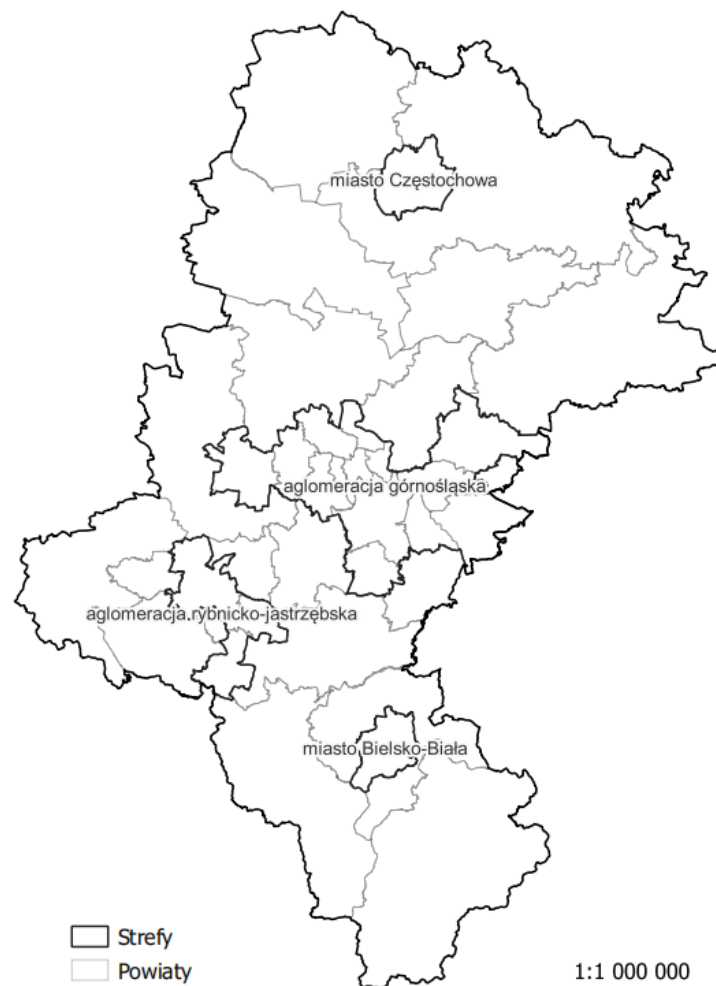 miasto Częstochowa
aglomeracja górnośląska
aglomeracja rybnicko-jastrzębska
miasto Bielsko-Biała
Strefy
Powiaty
1:1 000 000